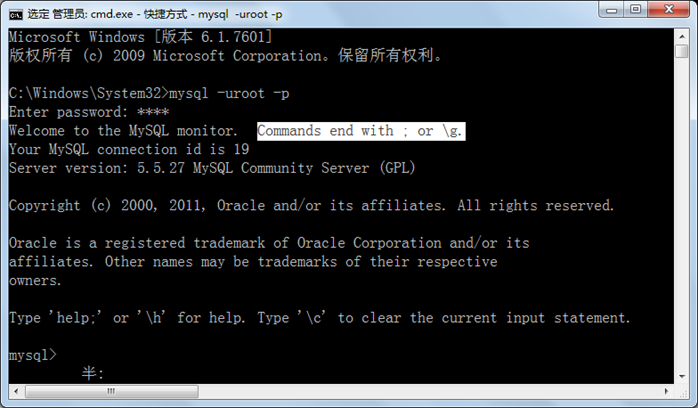 选定 管理员: cmd.exe - 快捷方式 - mysql  -uroot -p
Microsoft Windows [版本 6.1.7601]
版权所有 (c) 2009 Microsoft Corporation。保留所有权利。
C:\Windows\System32>mysql -uroot -p
Enter password: ****
Welcome to the MySQL monitor.  Commands end with ; or \g.
Your MySQL connection id is 19
Server version: 5.5.27 MySQL Community Server (GPL)
Copyright (c) 2000, 2011, Oracle and/or its affiliates. All rights reserved.
Oracle is a registered trademark of Oracle Corporation and/or its
affiliates. Other names may be trademarks of their respective
owners.
Type 'help;' or '\h' for help. Type '\c' to clear the current input statement.
mysql>
半: